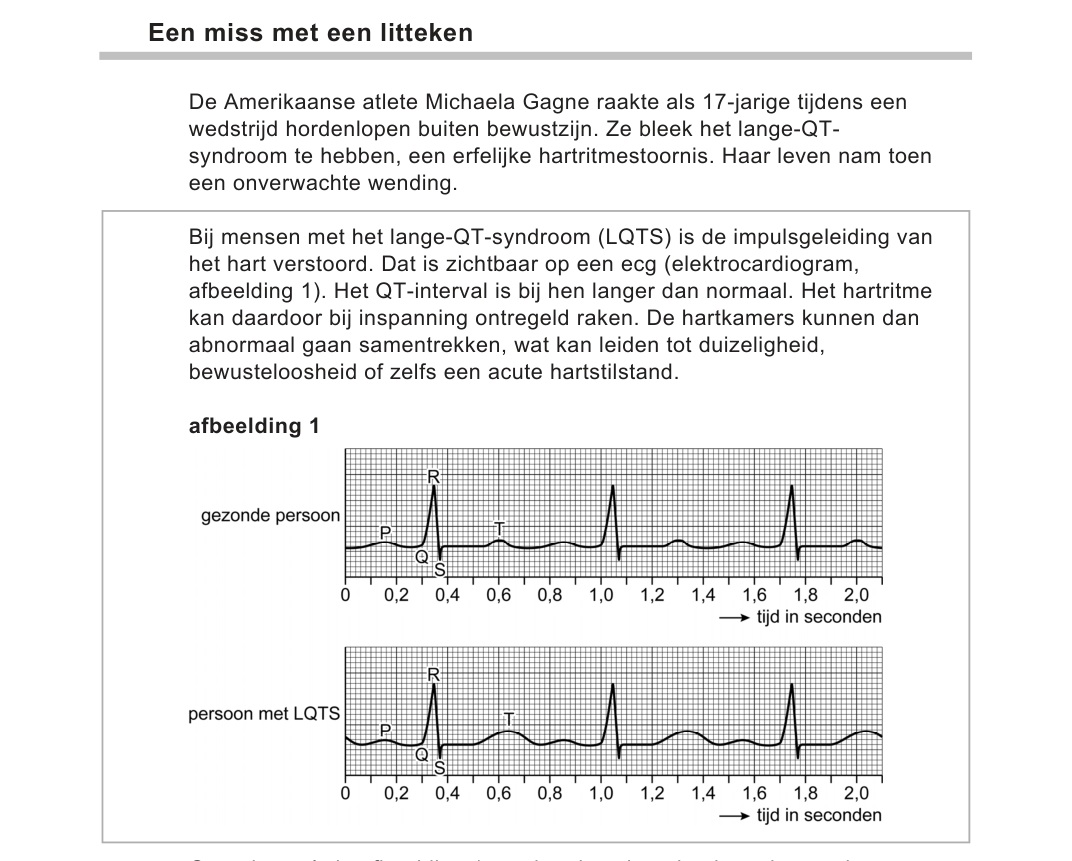 Een miss met een litteken
De Amerikaanse atlete Michaela Gagne raakte als 17-jarige tijdens een
wedstrijd hordenlopen buiten bewustzijn. Ze bleek het lange-QT-
syndroom te hebben, een erfelijke hartritmestoornis. Haar leven nam toen
een onverwachte wending.
Bij mensen met het lange-QT-syndroom (LQTS) is de impulsgeleiding van
het hart verstoord. Dat is zichtbaar op een ecg (elektrocardiogram,
afbeelding 1). Het QT-interval is bij hen langer dan normaal. Het hartritme
kan daardoor bij inspanning ontregeld raken. De hartkamers kunnen dan
abnormaal gaan samentrekken, wat kan leiden tot duizeligheid,
bewusteloosheid of zelfs een acute hartstilstand.
afbeelding 1
R
gezonde persoon
P
T
Q
S
0 0,2 0,4 0,6 0,8 1,0 1,2 1,4 1,6 1,8 2,0
→ tijd in seconden
R
persoon met LQTS
P
T
Q
S
0 0,2 0,4 0,6 0,8 1,0 1,2 1,4 1,6 1,8 2,0
→ tijd in seconden